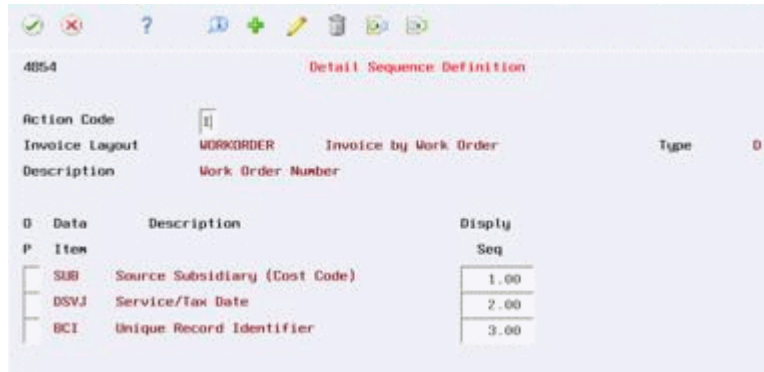 ?
4854 Detail Sequence Definition
Action Code I
Invoice Layout WORKORDER Invoice by Work Order Type D
Description Work Order Number
O Data Description Disply
P Item Seq
SUB Source Subsidiary (Cost Code) 1.00
DSVJ Service/Tax Date 2.00
BCI Unique Record Identifier 3.00